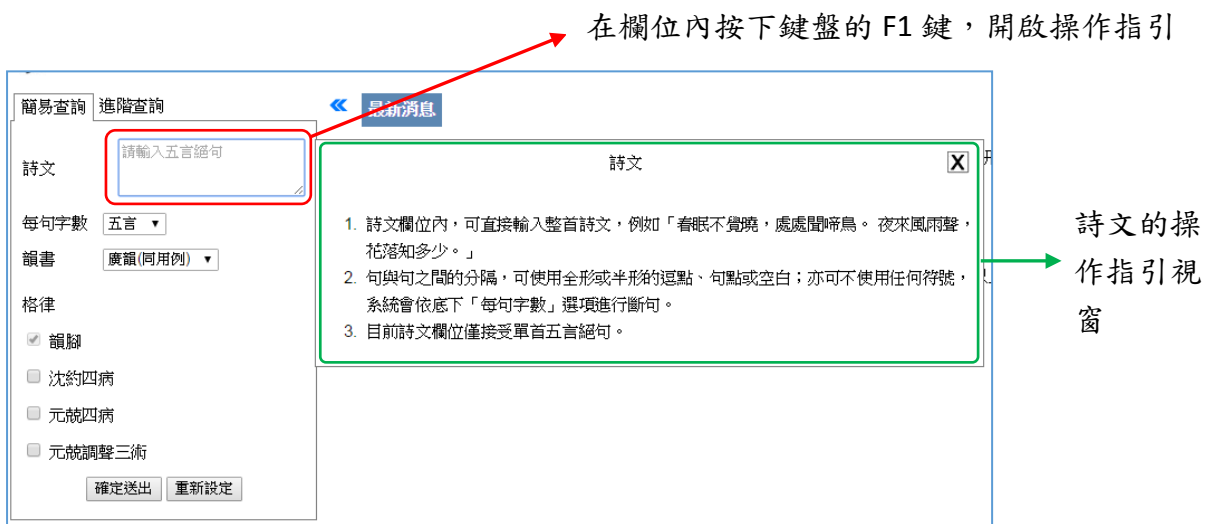 在欄位內按下鍵盤的 F1 鍵，開啟操作指引
簡易查詢 進階查詢
« 最新消息
詩文
請輸入五言絕句
每句字數 五言
韻書 廣韻(同用例)
格律
韻腳
沈約四病
元兢四病
元兢調聲三術
確定送出 重新設定
詩文 X
1. 詩文欄位內，可直接輸入整首詩文，例如「春眠不覺曉，處處聞啼鳥。 夜來風雨聲，
花落知多少。」
2. 句與句之間的分隔，可使用全形或半形的逗點、句點或空白；亦可不使用任何符號，
系統會依底下「每句字數」選項進行斷句。
3. 目前詩文欄位僅接受單首五言絕句。
詩文的操
作指引視
窗